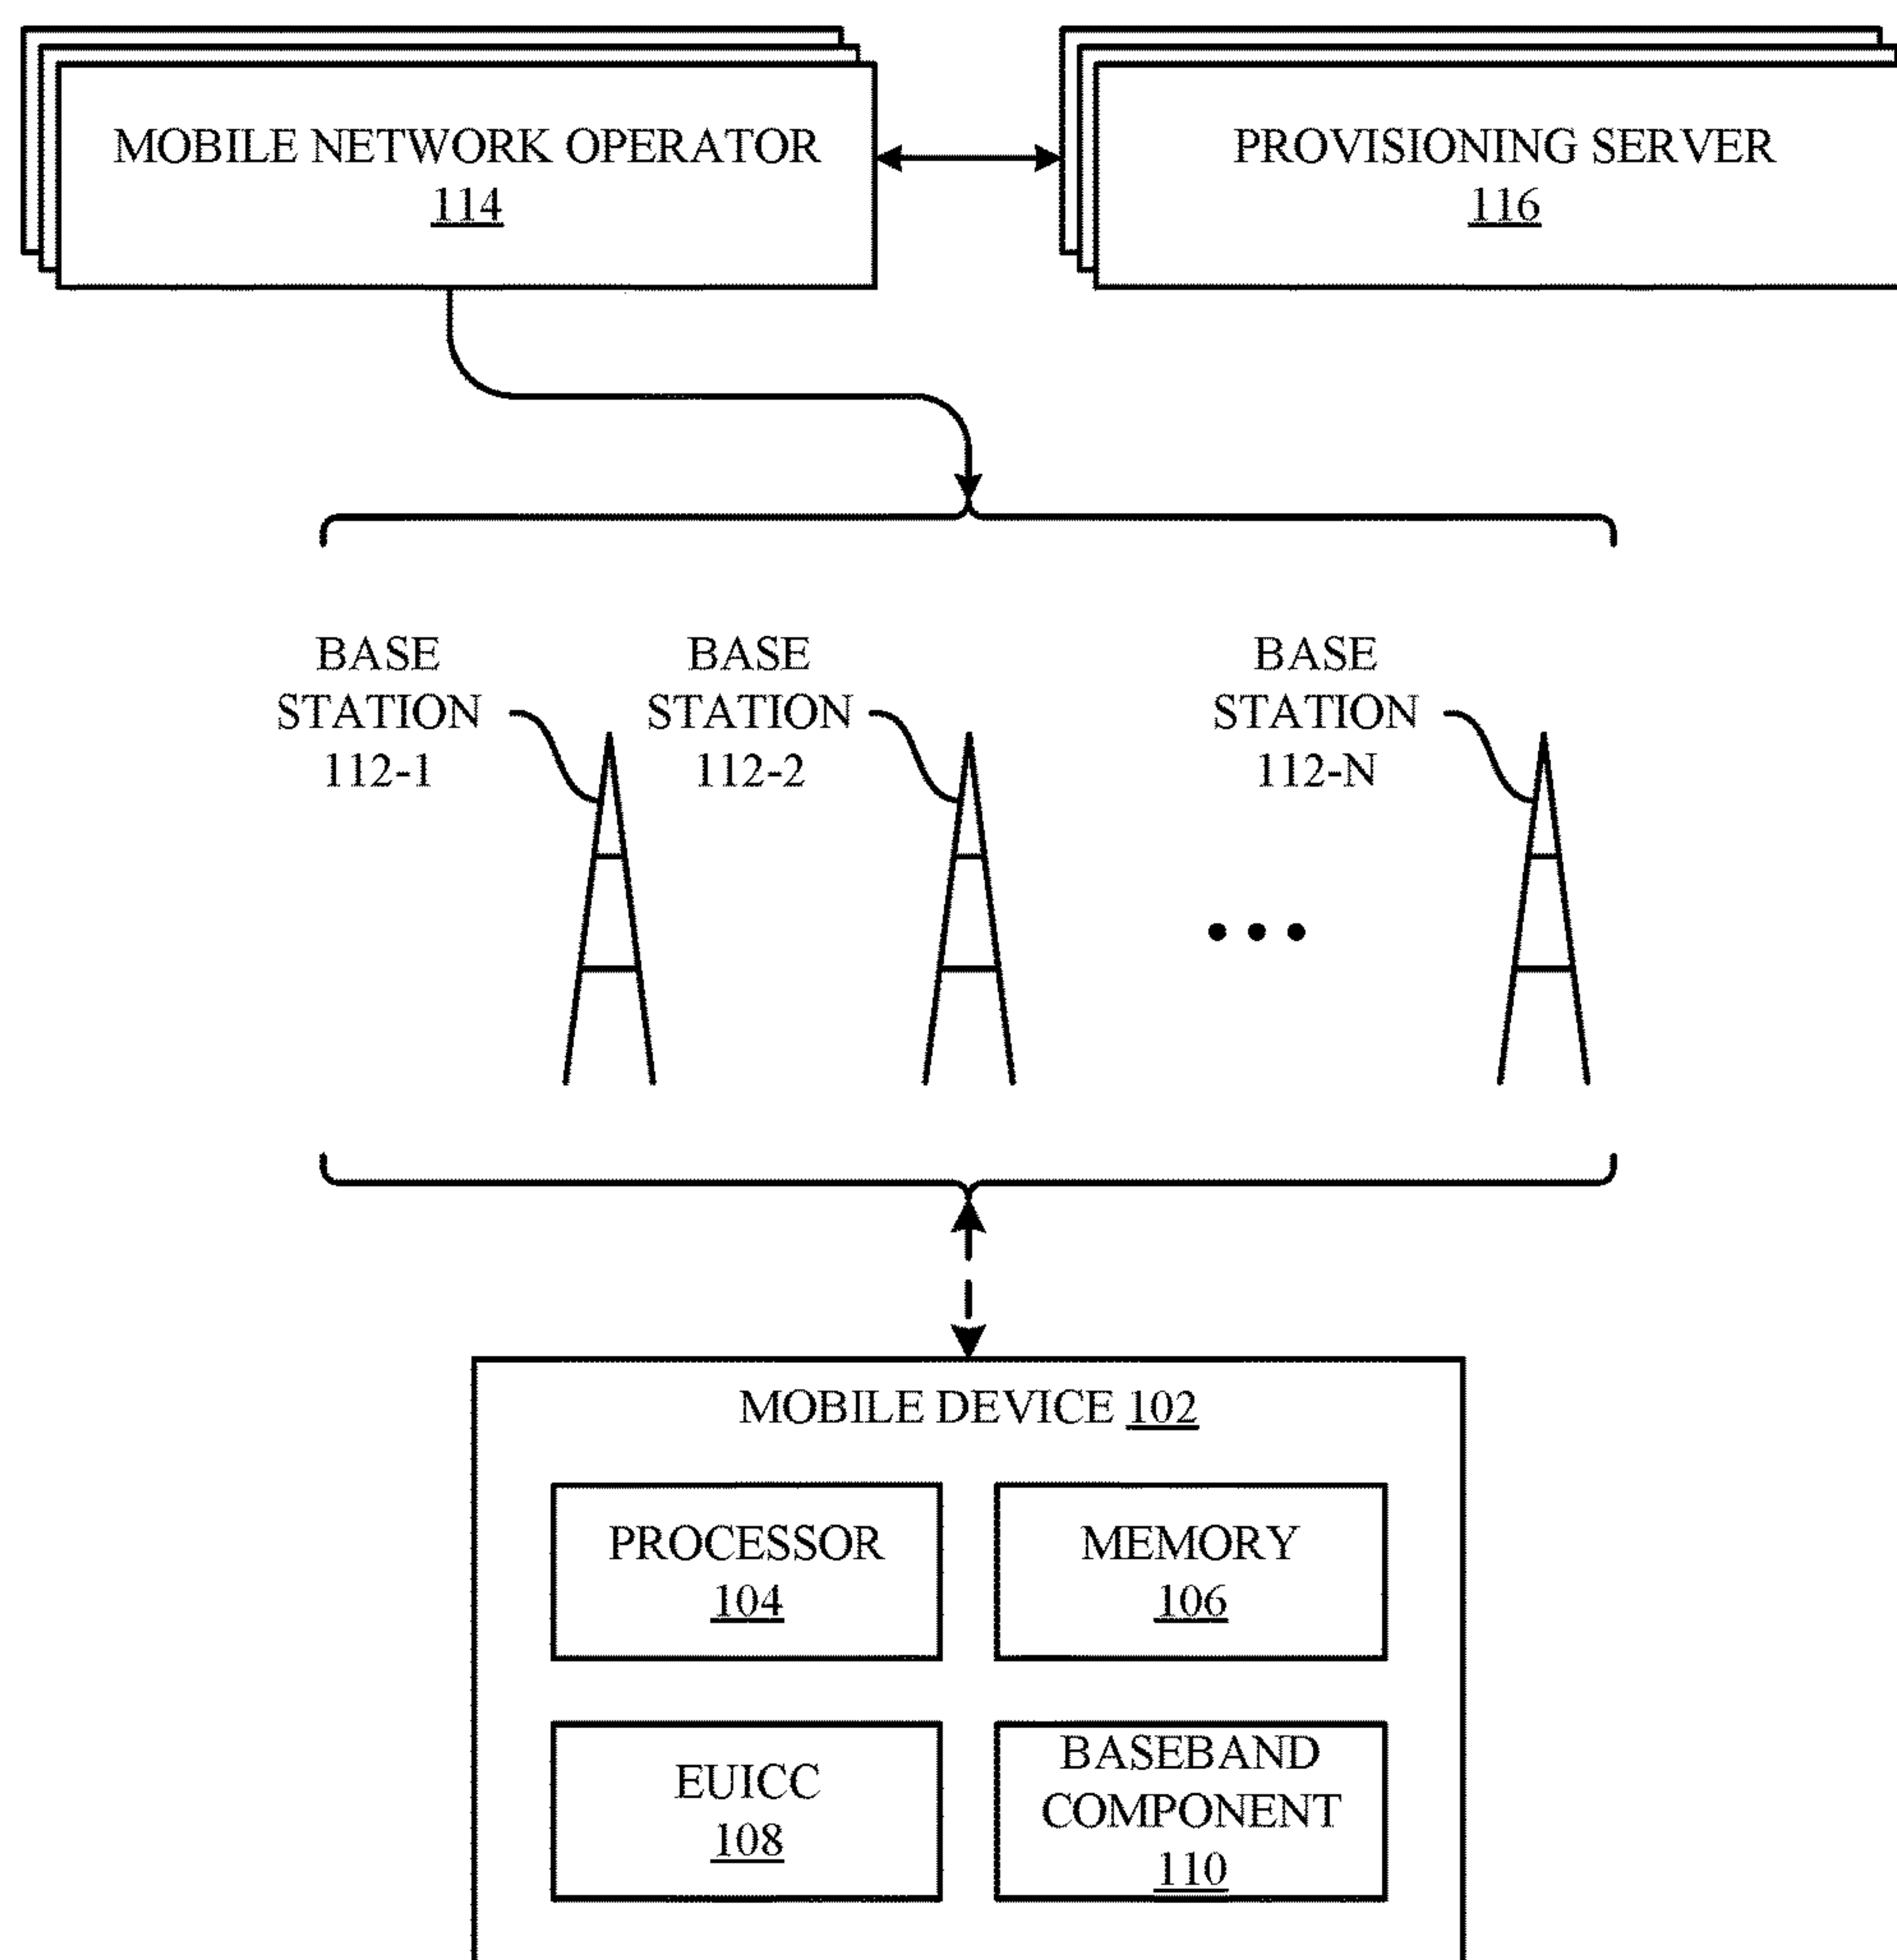 MOBILE NETWORK OPERATOR
114
PROVISIONING SERVER
116
BASE
STATION
112-1
BASE
STATION
112-2
BASE
STATION
112-N
MOBILE DEVICE 102
PROCESSOR
104
MEMORY
106
EUICC
108
BASEBAND
COMPONENT
110